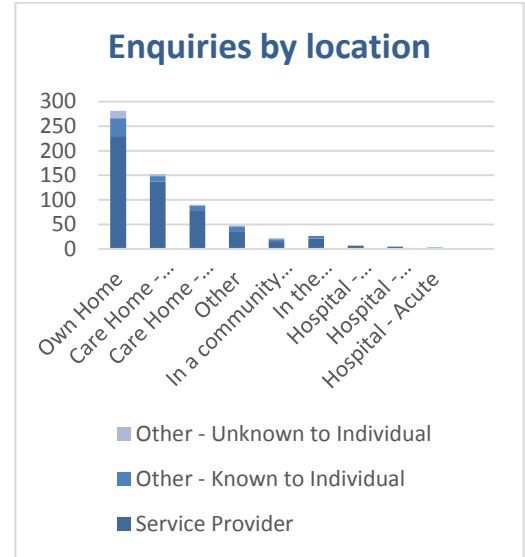 Enquiries by location
300
250
200
150
100
50
0
Own Home
Care Home -...
Care Home -...
Other
In a community...
In the...
Hospital -...
Hospital -...
Hospital - Acute
Other - Unknown to Individual
Other - Known to Individual
Service Provider